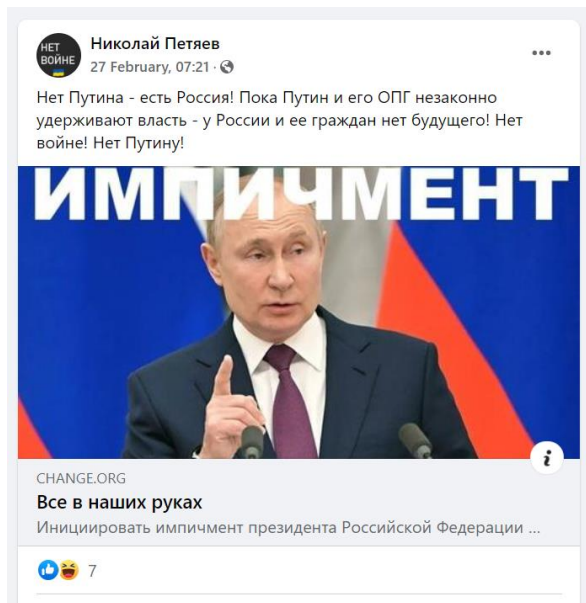 НЕТ
ВОЙНЕ
Николай Петяев
27 February, 07:21 ·
Нет Путина - есть Россия! Пока Путин и его ОПГ незаконно
удерживают власть - у России и ее граждан нет будущего! Нет
войне! Нет Путину!
ИМПИЧМЕНТ
i
CHANGE.ORG
Все в наших руках
Инициировать импичмент президента Российской Федерации ...
7